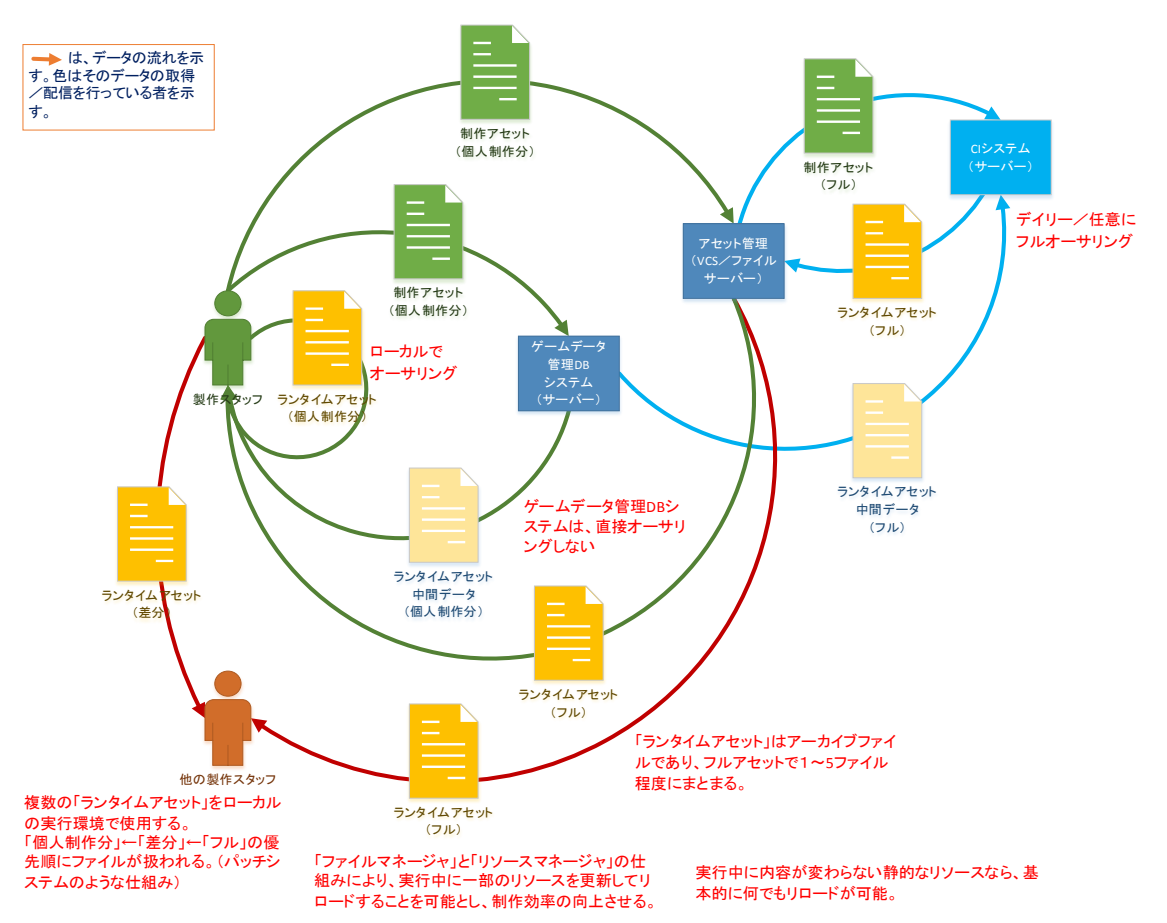 は、データの流れを示
す。色はそのデータの取得
／配信を行っている者を示
す。
制作アセット
（個人制作分）
制作アセット
（フル）
CIシステム
（サーバー）
デイリー／任意に
フルオーサリング
アセット管理
（VCS／ファイル
サーバー）
制作アセット
（個人制作分）
ランタイムアセット
（フル）
ローカルで
オーサリング
ゲームデータ
管理DB
システム
（サーバー）
製作スタッフ
ランタイムアセット
（個人制作分）
ランタイムアセット
中間データ
（フル）
ゲームデータ管理DBシ
ステムは、直接オーサリ
ングしない
ランタイムアセット
中間データ
（個人制作分）
ランタイムアセット
（差分）
ランタイムアセット
（フル）
他の製作スタッフ
「ランタイムアセット」はアーカイブファイ
ルであり、フルアセットで１～5ファイル
程度にまとまる。
ランタイムアセット
（フル）
複数の「ランタイムアセット」をローカル
の実行環境で使用する。
「個人制作分」←「差分」←「フル」の優
先順にファイルが扱われる。（パッチシ
ステムのような仕組み）
「ファイルマネージャ」と「リソースマネージャ」の仕
組みにより、実行中に一部のリソースを更新してリ
ロードすることを可能とし、制作効率の向上させる。
実行中に内容が変わらない静的なリソースなら、基
本的に何でもリロードが可能。